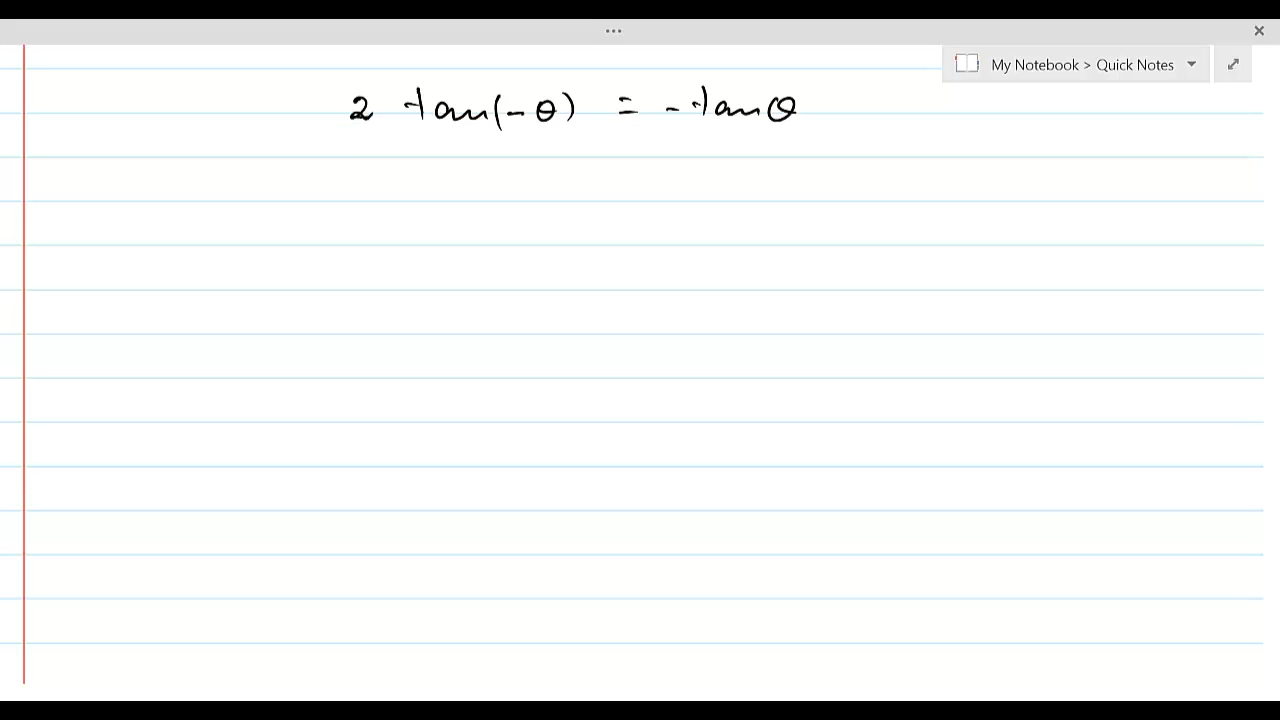 My Notebook > Quick Notes
2 tan(-θ) = -tanθ